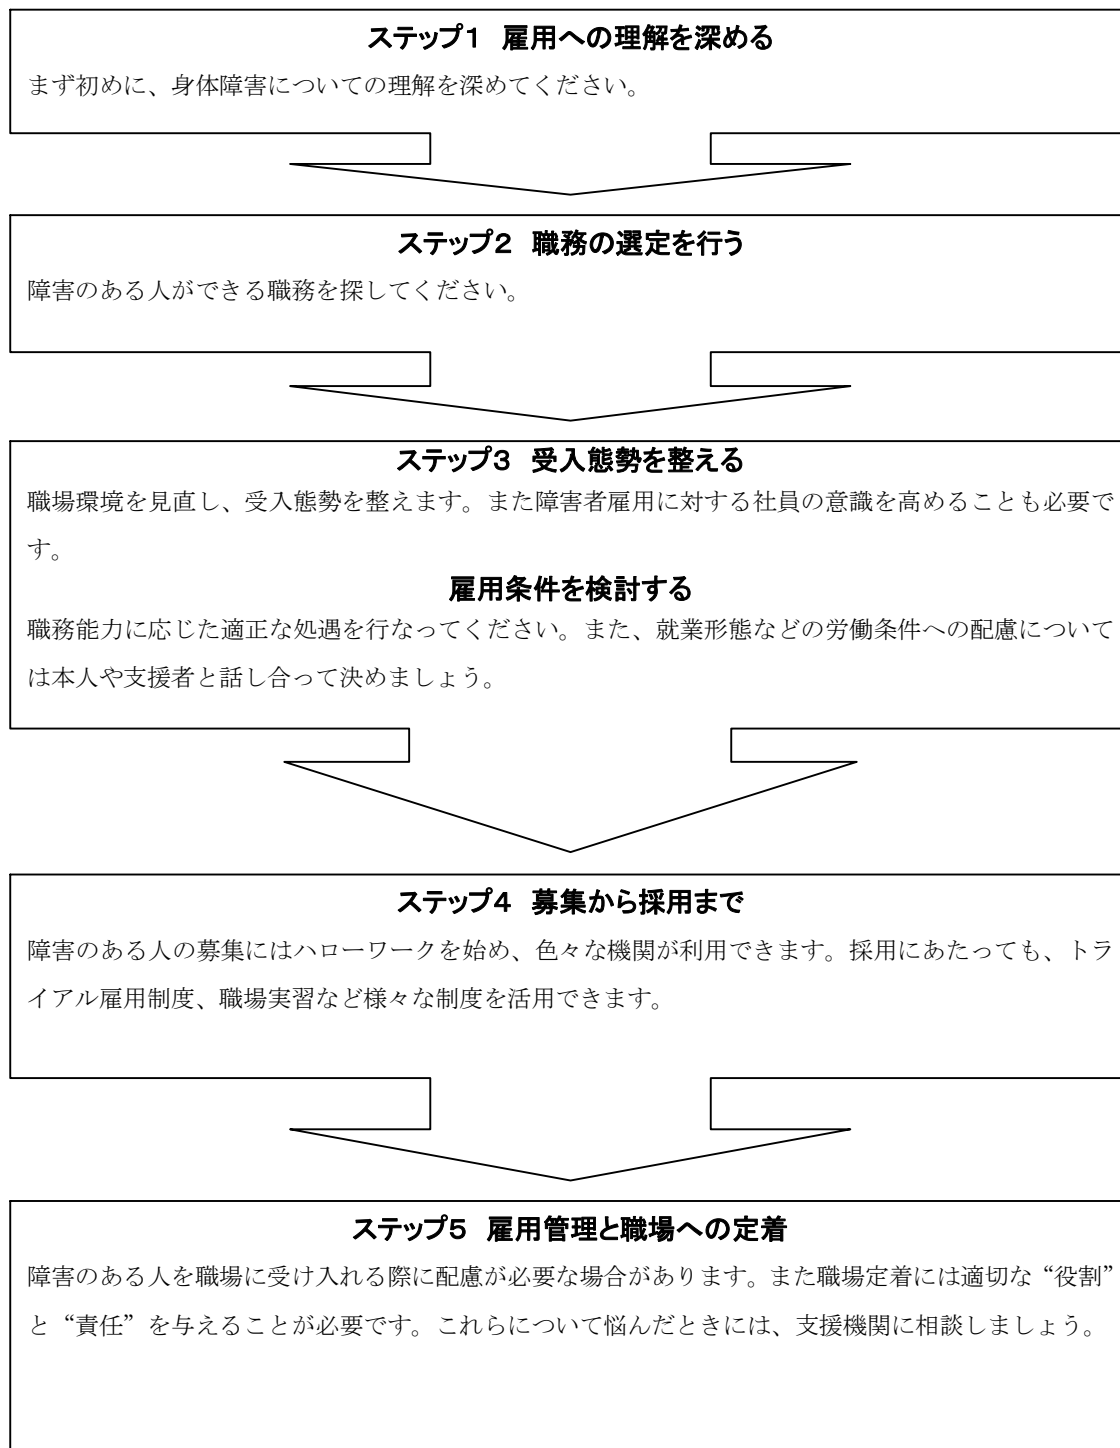 ステップ1 雇用への理解を深める
まず初めに、身体障害についての理解を深めてください。
ステップ2 職務の選定を行う
障害のある人ができる職務を探してください。
ステップ3 受入態勢を整える
職場環境を見直し、受入態勢を整えます。また障害者雇用に対する社員の意識を高めることも必要で
す。
雇用条件を検討する
職務能力に応じた適正な処遇を行なってください。また、就業形態などの労働条件への配慮について
は本人や支援者と話し合って決めましょう。
ステップ4 募集から採用まで
障害のある人の募集にはハローワークを始め、色々な機関が利用できます。採用にあたっても、トラ
イアル雇用制度、職場実習など様々な制度を活用できます。
ステップ5 雇用管理と職場への定着
障害のある人を職場に受け入れる際に配慮が必要な場合があります。また職場定着には適切な“役割”
と“責任”を与えることが必要です。これらについて悩んだときには、支援機関に相談しましょう。